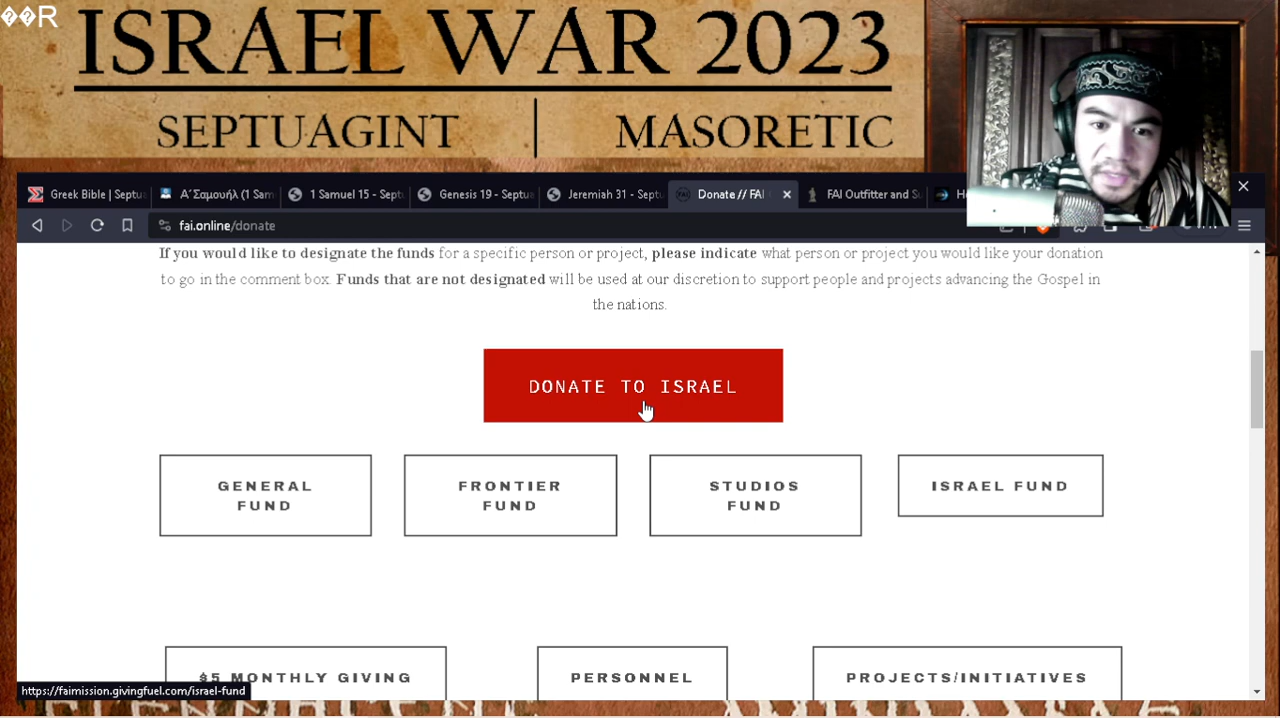 R
ISRAEL WAR 2023
SEPTUAGINT | MASORETIC
Greek Bible | Septu
Α΄Σαμουήλ (1 Sam
1 Samuel 15 - Sept
Genesis 19 - Septua
Jeremiah 31 - Septu
Donate // FAI
FAI Outfitter and Su
fai.online/donate
If you would like to designate the funds for a specific person or project, please indicate what person or project you would like your donation
to go in the comment box. Funds that are not designated will be used at our discretion to support people and projects advancing the Gospel in
the nations.
DONATE TO ISRAEL
GENERAL
FUND
FRONTIER
FUND
STUDIOS
FUND
ISRAEL FUND
$5 MONTHLY GIVING
PERSONNEL
PROJECTS/INITIATIVES
https://faimission.givingfuel.com/israel-fund